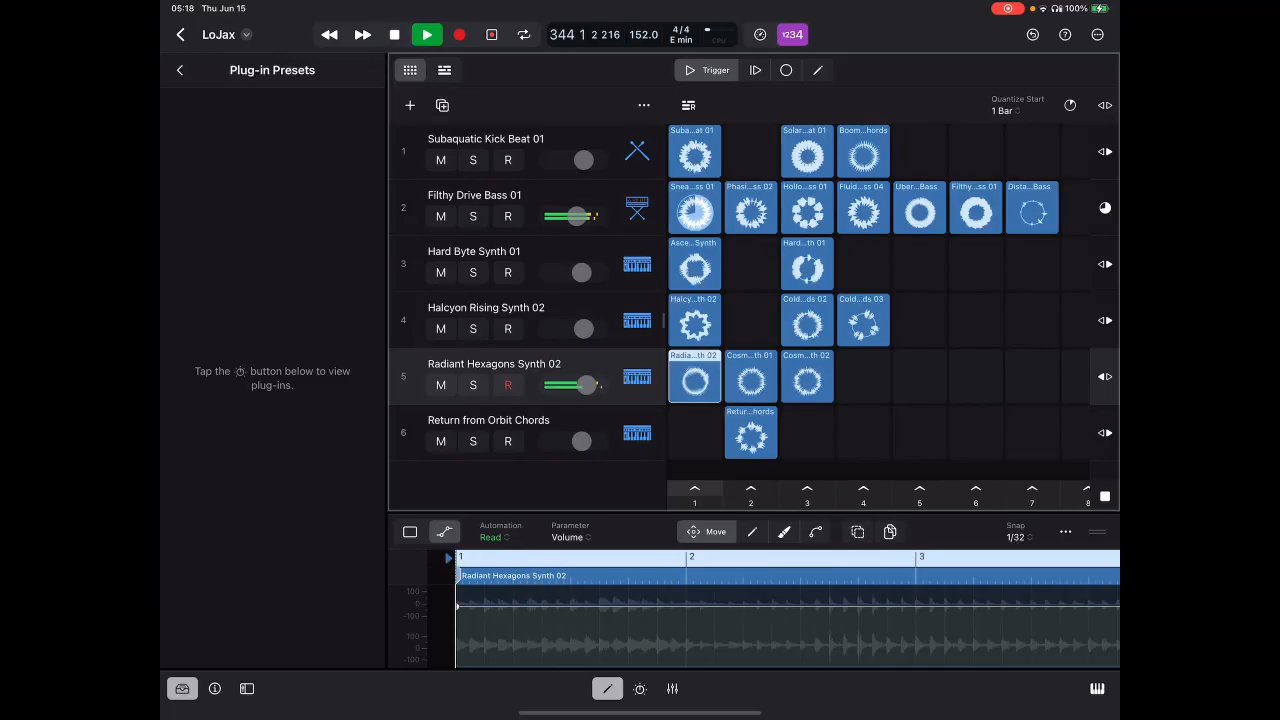 05:18 Thu Jun 15
100%
LoJax
344 1 2 216
152.0
4/4
E min
CPU
1234
Plug-in Presets
Trigger
Quantize Start
1 Bar
1
Subaquatic Kick Beat 01
M S R
Suba...at 01
Solar...at 01
Boom...hords
2
Filthy Drive Bass 01
M S R
Snea...ss 01
Phasi...ss 02
Hollo...ss 01
Fluid...ss 04
Uber...Bass
Filthy...ss 01
Dista...Bass
3
Hard Byte Synth 01
M S R
Asce...Synth
Hard...th 01
4
Halcyon Rising Synth 02
M S R
Halcy...th 02
Cold...ds 02
Cold...ds 03
5
Radiant Hexagons Synth 02
M S R
Radia...th 02
Cosm...th 01
Cosm...th 02
6
Return from Orbit Chords
M S R
Retur...hords
Tap the button below to view
plug-ins.
1 2 3 4 5 6 7 8
Automation
Read
Parameter
Volume
Move
Snap
1/32
1 2 3
Radiant Hexagons Synth 02
100
0
-100
100
0
-100